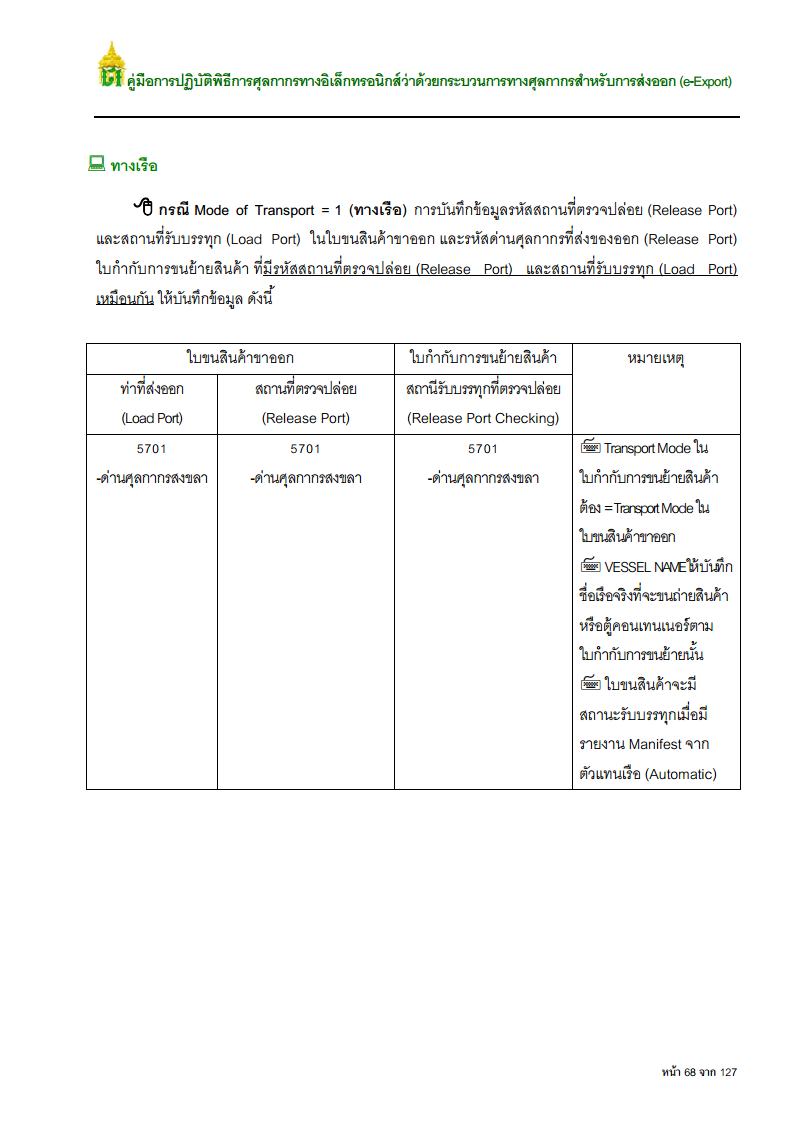 คู่มือการปฏิบัติพิธีการศุลกากรทางอิเล็กทรอนิกส์ว่าด้วยกระบวนการทางศุลกากรสำหรับการส่งออก (e-Export)
ทางเรือ
กรณี Mode of Transport = 1 (ทางเรือ) การบันทึกข้อมูลรหัสสถานที่ตรวจปล่อย (Release Port)
และสถานที่รับบรรทุก (Load Port) ในใบขนสินค้าขาออก และรหัสด่านศุลกากรที่ส่งของออก (Release Port)
ใบกำกับการขนย้ายสินค้า ที่มีรหัสสถานที่ตรวจปล่อย (Release Port) และสถานที่รับบรรทุก (Load Port)
เหมือนกัน ให้บันทึกข้อมูล ดังนี้
ใบขนสินค้าขาออก ใบกำกับการขนย้ายสินค้า หมายเหตุ
ท่าที่ส่งออก สถานที่ตรวจปล่อย สถานีรับบรรทุกที่ตรวจปล่อย
(Load Port) (Release Port) (Release Port Checking)
5701 5701 5701 Transport Mode ใน
-ด่านศุลกากรสงขลา -ด่านศุลกากรสงขลา -ด่านศุลกากรสงขลา ใบกำกับการขนย้ายสินค้า
ต้อง = Transport Mode ใน
ใบขนสินค้าขาออก
VESSEL NAME ให้บันทึก
ชื่อเรือจริงที่จะขนถ่ายสินค้า
หรือตู้คอนเทนเนอร์ตาม
ใบกำกับการขนย้ายนั้น
ใบขนสินค้าจะมี
สถานะรับบรรทุกเมื่อมี
รายงาน Manifest จาก
ตัวแทนเรือ (Automatic)
หน้า 68 จาก 127